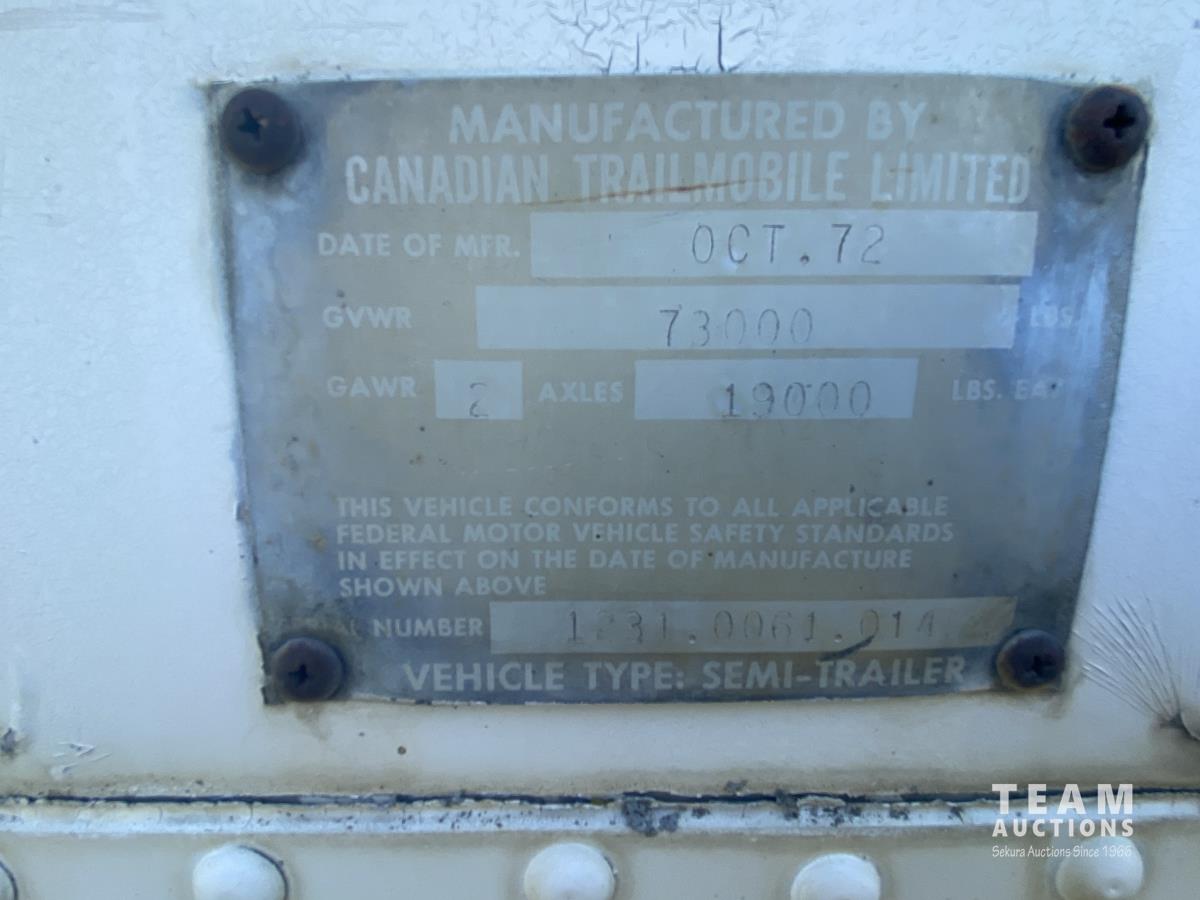 MANUFACTURED BY
CANADIAN TRAILMOBILE LIMITED
DATE OF MFR. OCT.72
GVWR 73000 LBS.
GAWR 2 AXLES 19000 LBS.
THIS VEHICLE CONFORMS TO ALL APPLICABLE
FEDERAL MOTOR VEHICLE SAFETY STANDARDS
IN EFFECT ON THE DATE OF MANUFACTURE
SHOWN ABOVE
NUMBER 1231.0061.014
VEHICLE TYPE: SEMI-TRAILER
TEAM
AUCTIONS
Sekura Auctions Since 1966